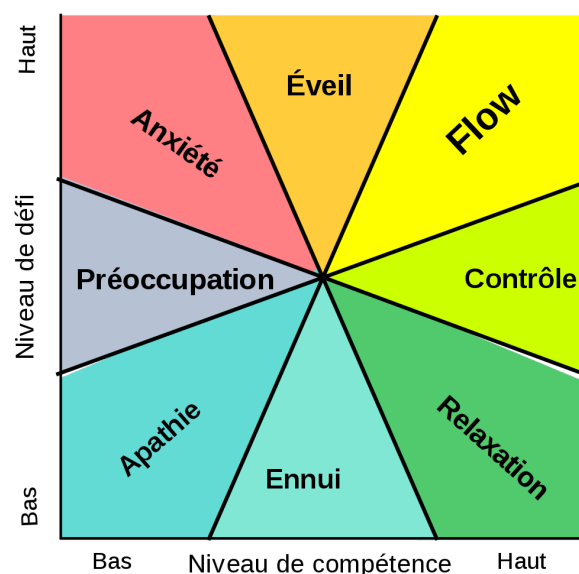 Haut
Éveil
Flow
Anxiété
Niveau de défi
Préoccupation
Contrôle
Apathie
Relaxation
Ennui
Bas
Bas
Niveau de compétence
Haut